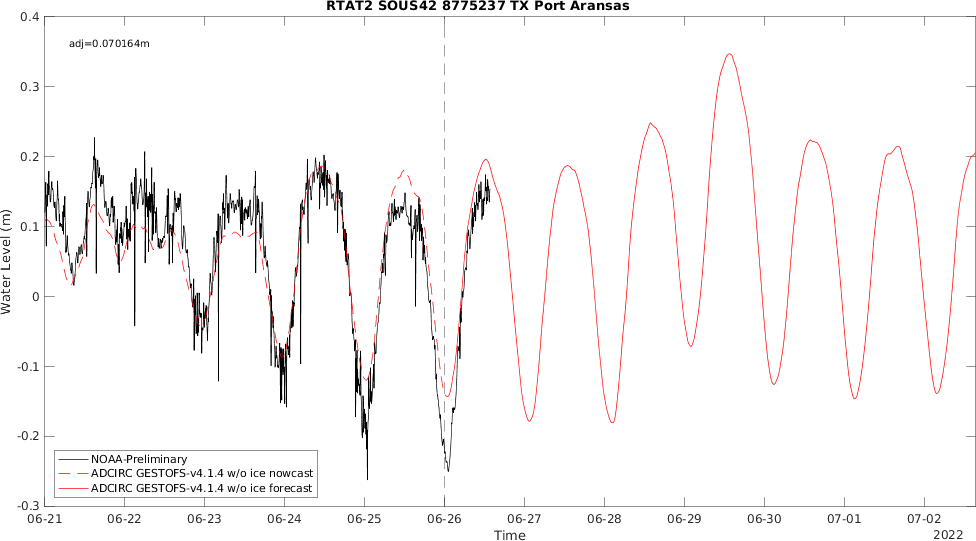 RTAT2 SOUS42 8775237 TX Port Aransas
adj=0.070164m
Water Level (m)
0.4
0.3
0.2
0.1
0
-0.1
-0.2
-0.3
NOAA-Preliminary
ADCIRC GESTOFS-v4.1.4 w/o ice nowcast
ADCIRC GESTOFS-v4.1.4 w/o ice forecast
06-21 06-22 06-23 06-24 06-25 06-26 06-27 06-28 06-29 06-30 07-01 07-02
Time
2022